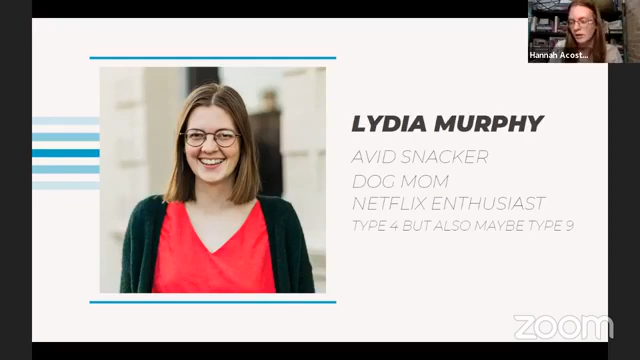 Hannah Acost...
LYDIA MURPHY
AVID SNACKER
DOG MOM
NETFLIX ENTHUSIAST
TYPE 4 BUT ALSO MAYBE TYPE 9
zoom